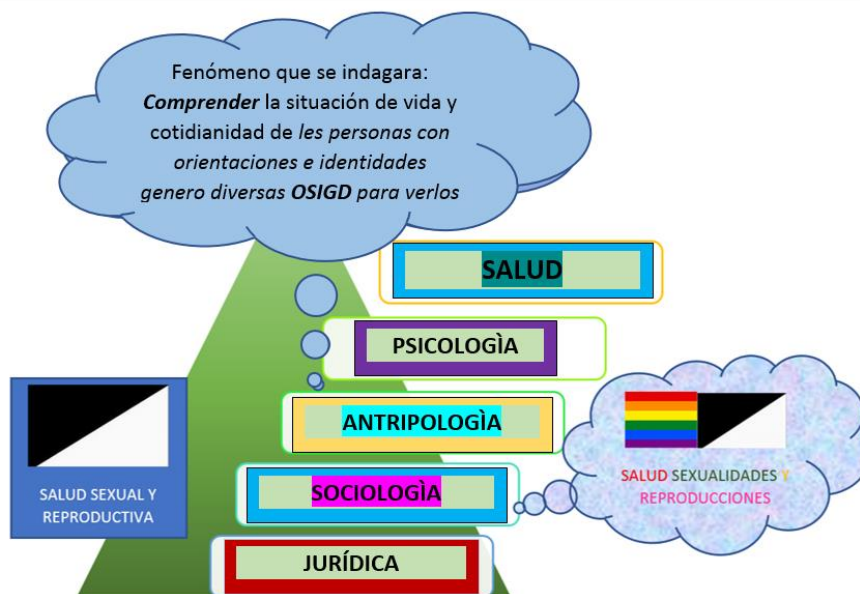 Fenómeno que se indagara:
Comprender la situación de vida y
cotidianidad de les personas con
orientaciones e identidades
genero diversas OSIGD para verlos
SALUD
PSICOLOGÌA
ANTRIPOLOGÌA
SOCIOLOGÌA
JURÍDICA
SALUD SEXUAL Y
REPRODUCTIVA
SALUD SEXUALIDADES Y
REPRODUCCIONES